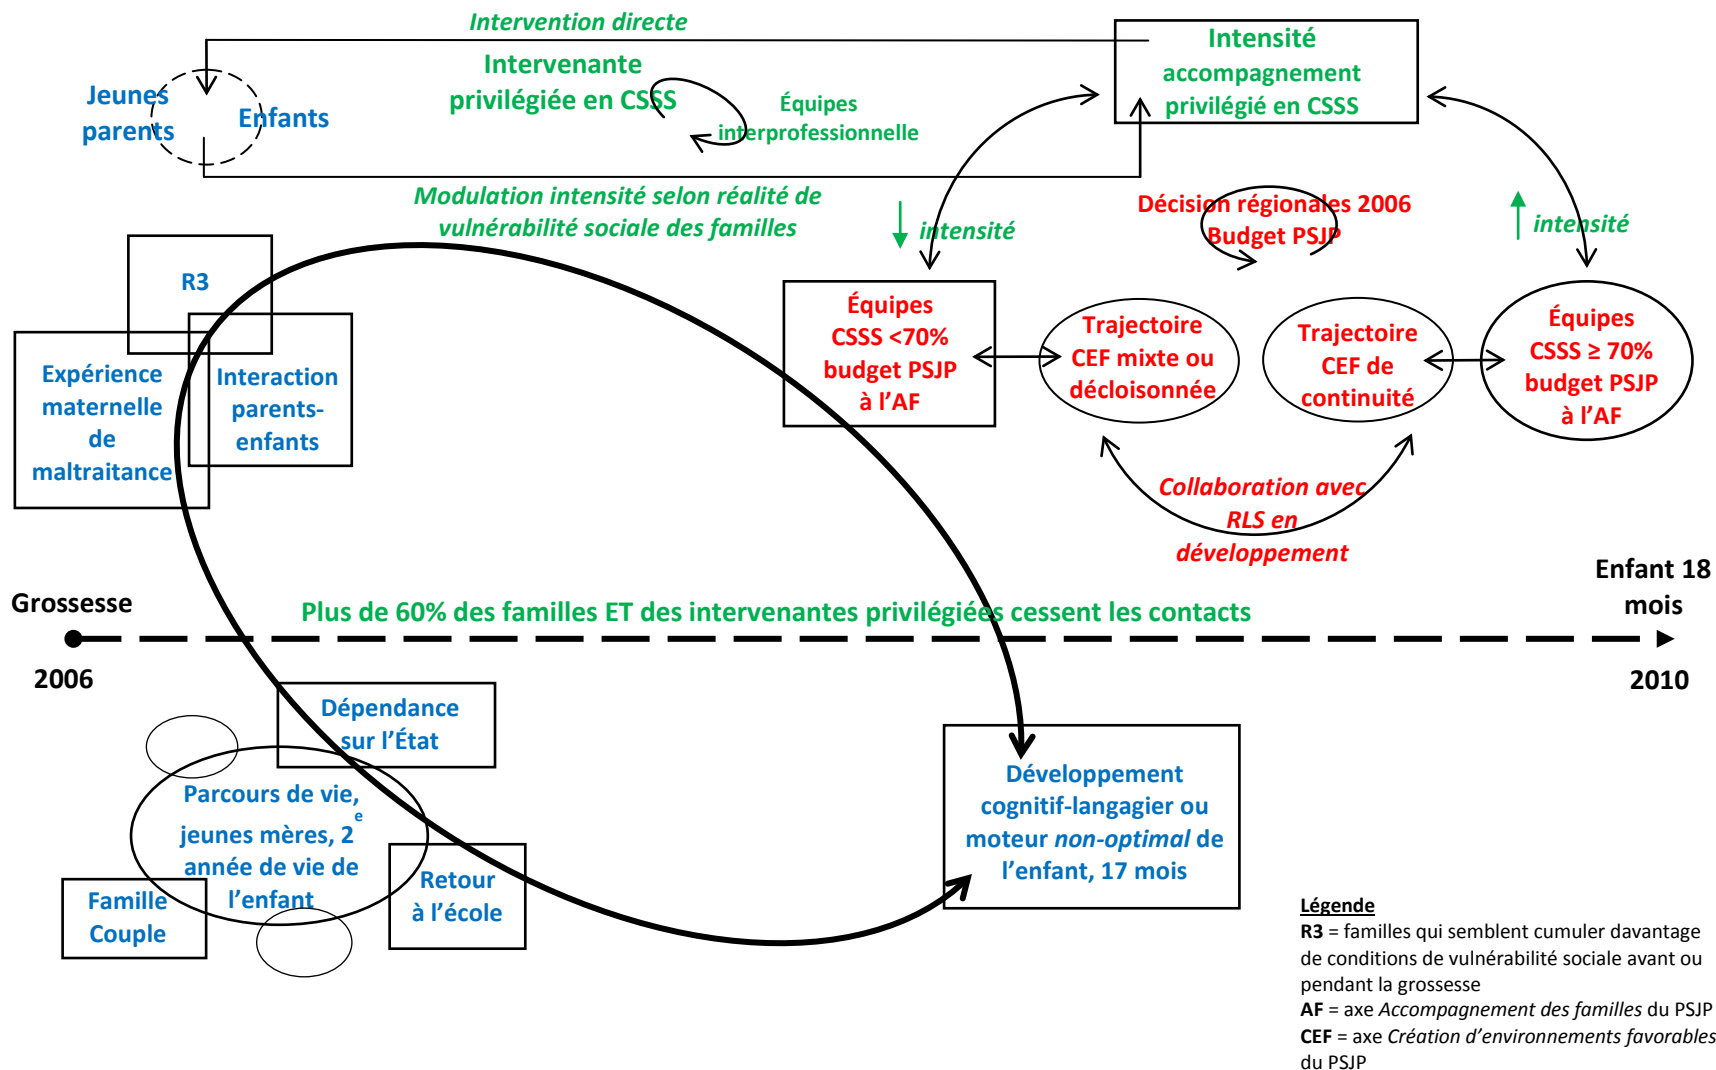 Intervention directe
Intensité
accompagnement
privilégié en CSSS
Intervenante
privilégiée en CSSS
Équipes
interprofessionnelle
Jeunes
parents
Enfants
Modulation intensité selon réalité de
vulnérabilité sociale des familles
intensité
Décision régionales 2006
Budget PSJP
intensité
R3
Expérience
maternelle
de
maltraitance
Interaction
parents-
enfants
Équipes
CSSS <70%
budget PSJP
à l’AF
Trajectoire
CEF mixte ou
décloisonnée
Trajectoire
CEF de
continuité
Équipes
CSSS ≥ 70%
budget PSJP
à l’AF
Collaboration avec
RLS en
développement
Grossesse
2006
Plus de 60% des familles ET des intervenantes privilégiées cessent les contacts
Enfant 18
mois
2010
Dépendance
sur l’État
Parcours de vie,
jeunes mères, 2e
année de vie de
l’enfant
Famille
Couple
Retour
à l’école
Développement
cognitif-langagier ou
moteur non-optimal de
l’enfant, 17 mois
Légende
R3 = familles qui semblent cumuler davantage
de conditions de vulnérabilité sociale avant ou
pendant la grossesse
AF = axe Accompagnement des familles du PSJP
CEF = axe Création d’environnements favorables
du PSJP